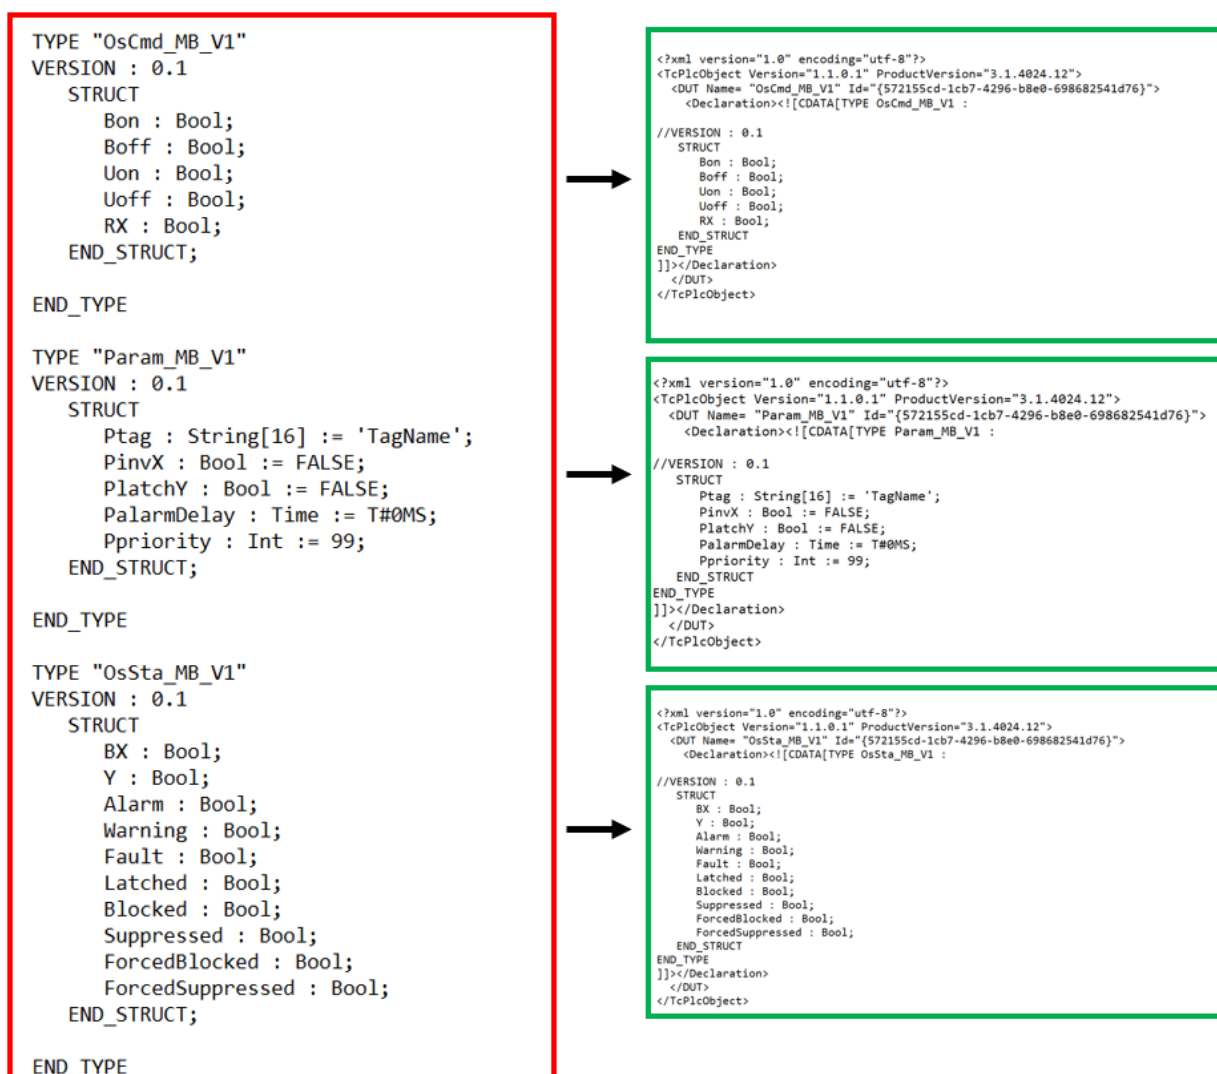 TYPE "OsCmd_MB_V1"
VERSION : 0.1
STRUCT
Bon : Bool;
Boff : Bool;
Uon : Bool;
Uoff : Bool;
RX : Bool;
END_STRUCT;
END_TYPE
TYPE "Param_MB_V1"
VERSION : 0.1
STRUCT
Ptag : String[16] := 'TagName';
PinvX : Bool := FALSE;
PlatchY : Bool := FALSE;
PalarmDelay : Time := T#0MS;
Ppriority : Int := 99;
END_STRUCT;
END_TYPE
TYPE "OsSta_MB_V1"
VERSION : 0.1
STRUCT
BX : Bool;
Y : Bool;
Alarm : Bool;
Warning : Bool;
Fault : Bool;
Latched : Bool;
Blocked : Bool;
Suppressed : Bool;
ForcedBlocked : Bool;
ForcedSuppressed : Bool;
END_STRUCT;
END_TYPE
<?xml version="1.0" encoding="utf-8"?>
<TcPlcObject Version="1.1.0.1" ProductVersion="3.1.4024.12">
<DUT Name= "OsCmd_MB_V1" Id="{572155cd-1cb7-4296-b8e0-698682541d76}">
<Declaration><![CDATA[TYPE OsCmd_MB_V1 :
//VERSION : 0.1
STRUCT
Bon : Bool;
Boff : Bool;
Uon : Bool;
Uoff : Bool;
RX : Bool;
END_STRUCT
END_TYPE
]]></Declaration>
</DUT>
</TcPlcObject>
<?xml version="1.0" encoding="utf-8"?>
<TcPlcObject Version="1.1.0.1" ProductVersion="3.1.4024.12">
<DUT Name= "Param_MB_V1" Id="{572155cd-1cb7-4296-b8e0-698682541d76}">
<Declaration><![CDATA[TYPE Param_MB_V1 :
//VERSION : 0.1
STRUCT
Ptag : String[16] := 'TagName';
PinvX : Bool := FALSE;
PlatchY : Bool := FALSE;
PalarmDelay : Time := T#0MS;
Ppriority : Int := 99;
END_STRUCT
END_TYPE
]]></Declaration>
</DUT>
</TcPlcObject>
<?xml version="1.0" encoding="utf-8"?>
<TcPlcObject Version="1.1.0.1" ProductVersion="3.1.4024.12">
<DUT Name= "OsSta_MB_V1" Id="{572155cd-1cb7-4296-b8e0-698682541d76}">
<Declaration><![CDATA[TYPE OsSta_MB_V1 :
//VERSION : 0.1
STRUCT
BX : Bool;
Y : Bool;
Alarm : Bool;
Warning : Bool;
Fault : Bool;
Latched : Bool;
Blocked : Bool;
Suppressed : Bool;
ForcedBlocked : Bool;
ForcedSuppressed : Bool;
END_STRUCT
END_TYPE
]]></Declaration>
</DUT>
</TcPlcObject>